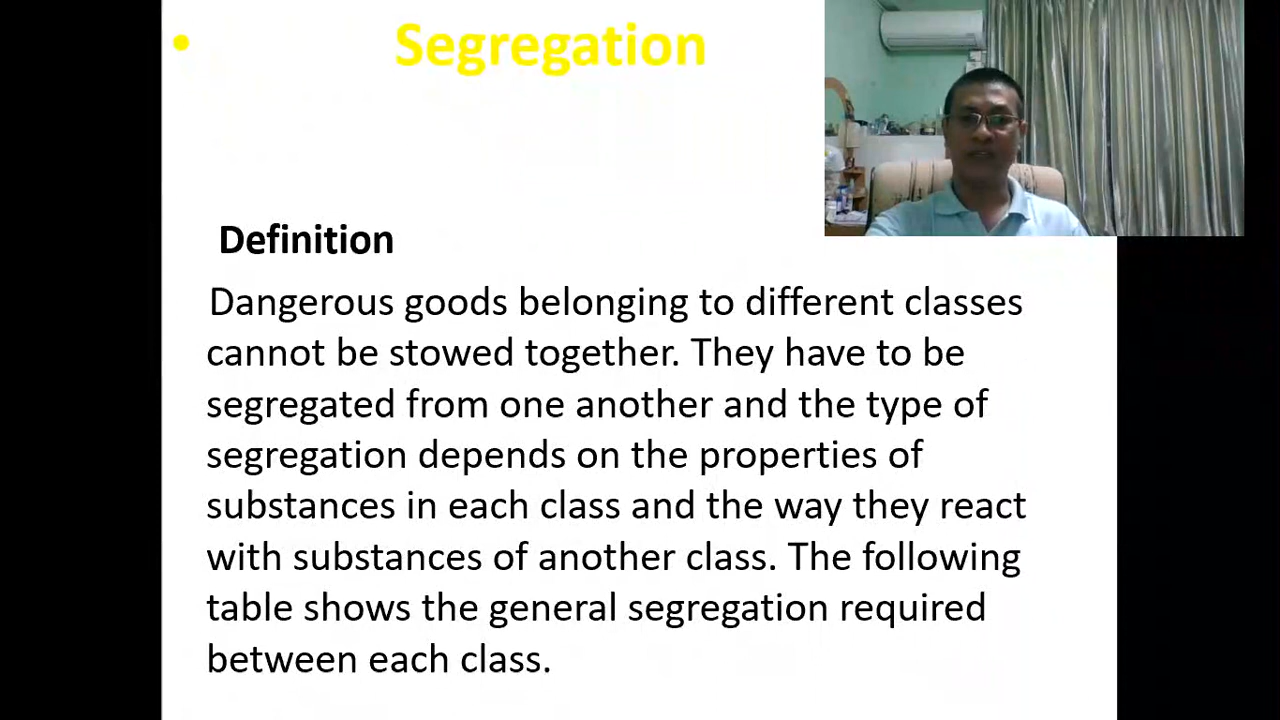 • Segregation
Definition
Dangerous goods belonging to different classes
cannot be stowed together. They have to be
segregated from one another and the type of
segregation depends on the properties of
substances in each class and the way they react
with substances of another class. The following
table shows the general segregation required
between each class.